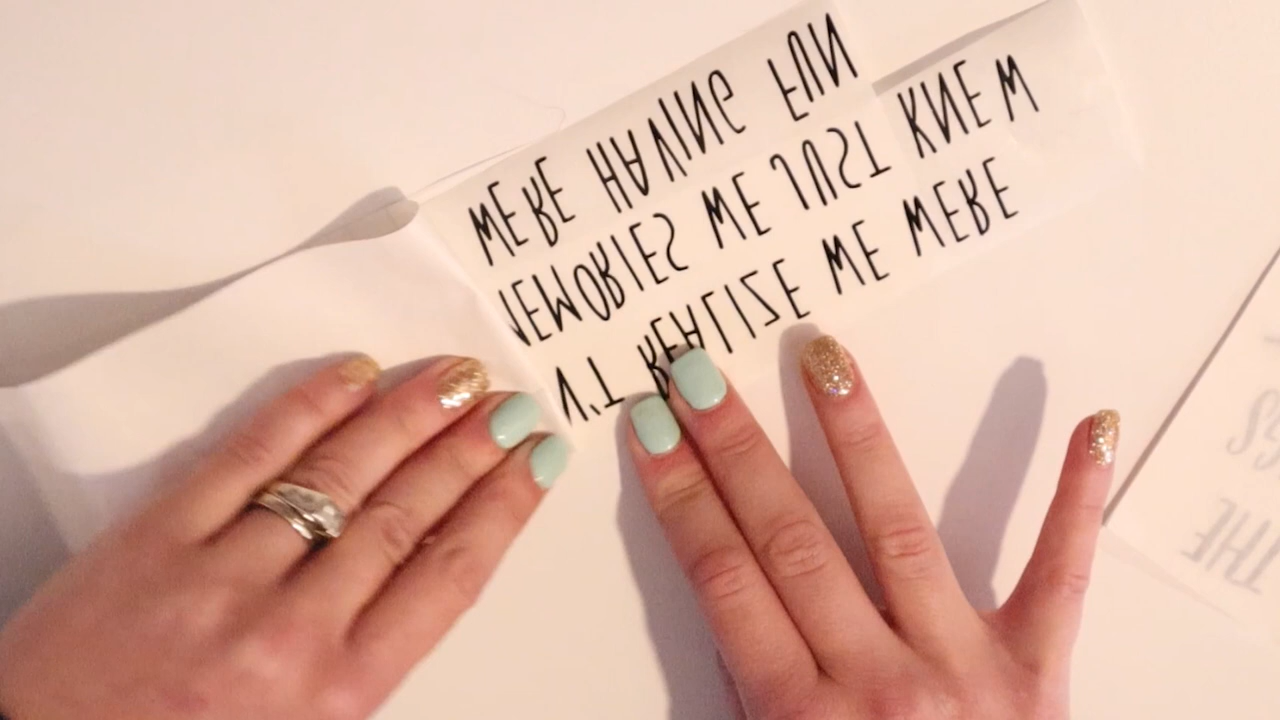 N'T REALIZE WE WERE
MEMORIES WE JUST KNEW
WERE HAVING FUN
THE